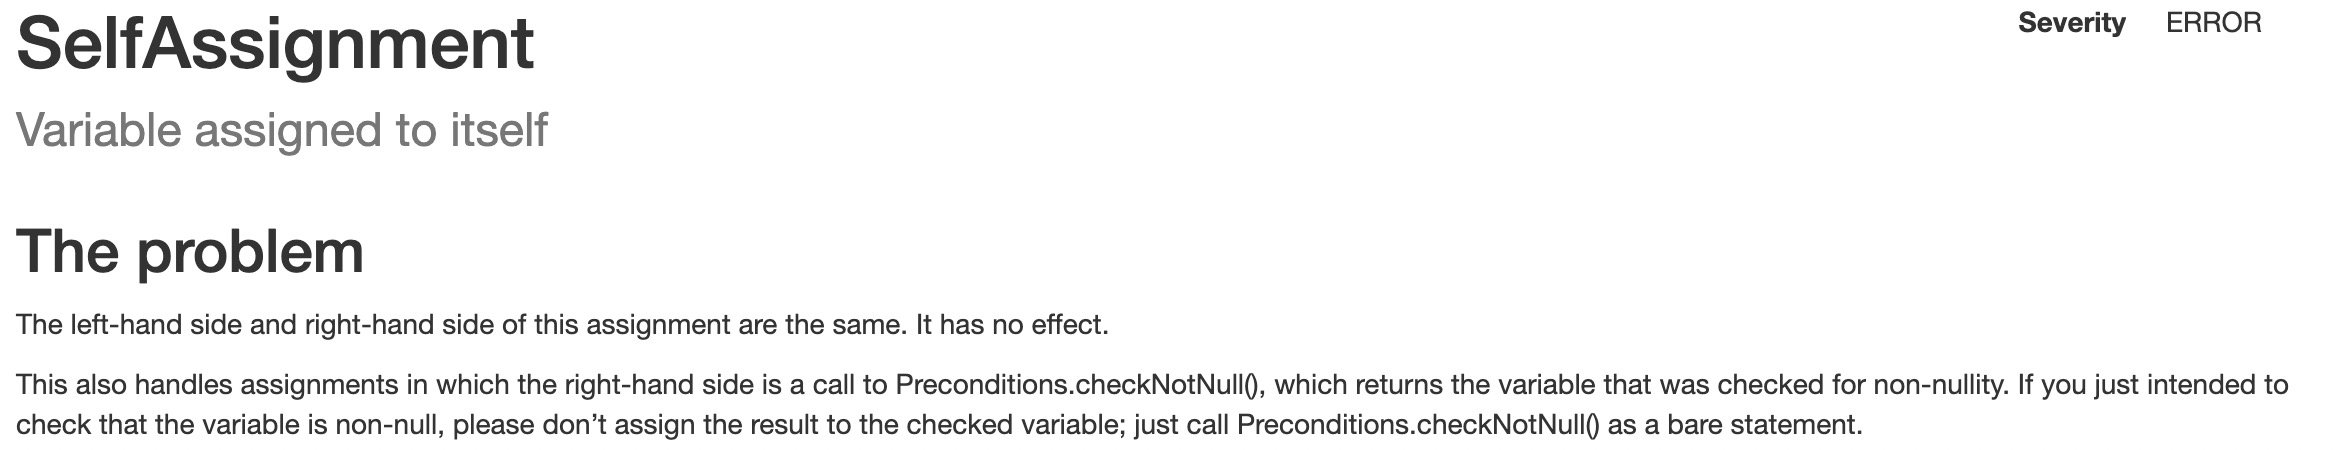 SelfAssignment
Severity ERROR
Variable assigned to itself
The problem
The left-hand side and right-hand side of this assignment are the same. It has no effect.
This also handles assignments in which the right-hand side is a call to Preconditions.checkNotNull(), which returns the variable that was checked for non-nullity. If you just intended to
check that the variable is non-null, please don’t assign the result to the checked variable; just call Preconditions.checkNotNull() as a bare statement.